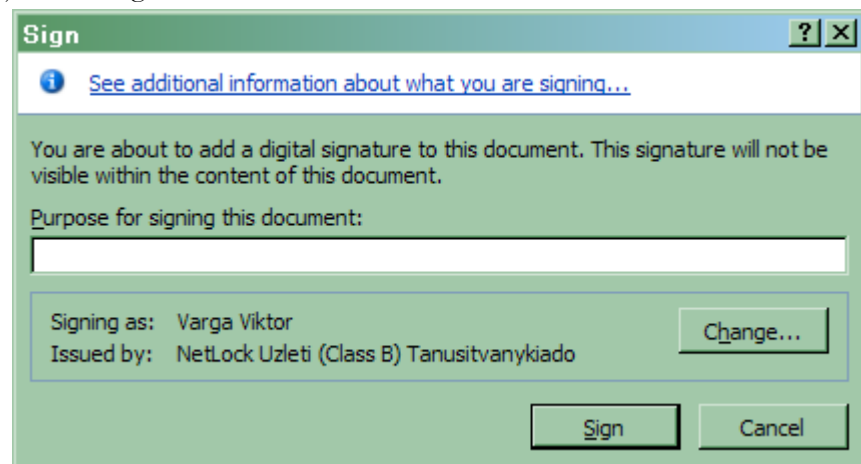 Sign
See additional information about what you are signing...
You are about to add a digital signature to this document. This signature will not be
visible within the content of this document.
Purpose for signing this document:
Signing as: Varga Viktor
Change...
Issued by: NetLock Uzleti (Class B) Tanusitvanykiado
Sign
Cancel